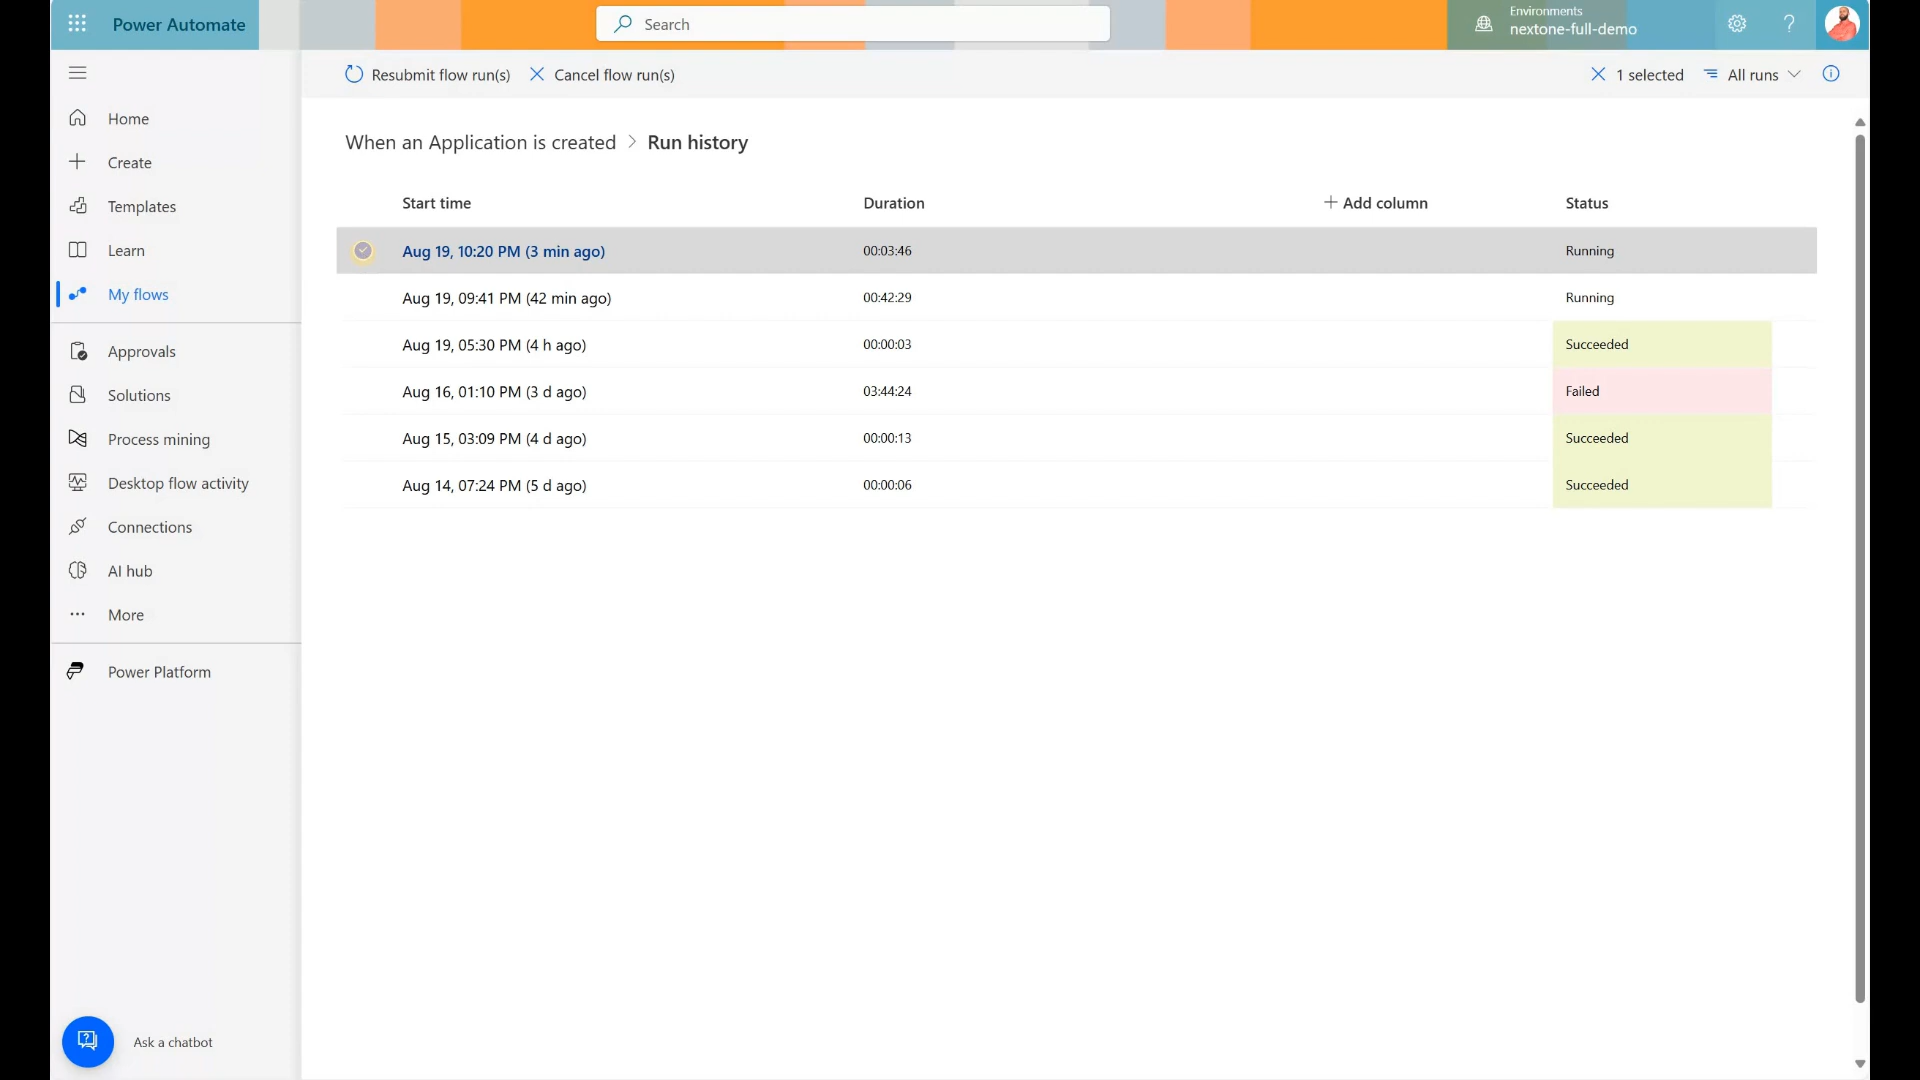 Power Automate
Search
Environments
nextone-full-demo
Resubmit flow run(s)
Cancel flow run(s)
1 selected
All runs
Home
Create
Templates
Learn
My flows
Approvals
Solutions
Process mining
Desktop flow activity
Connections
AI hub
More
Power Platform
Ask a chatbot
When an Application is created > Run history
Start time Duration + Add column Status
Aug 19, 10:20 PM (3 min ago) 00:03:46 Running
Aug 19, 09:41 PM (42 min ago) 00:42:29 Running
Aug 19, 05:30 PM (4 h ago) 00:00:03 Succeeded
Aug 16, 01:10 PM (3 d ago) 03:44:24 Failed
Aug 15, 03:09 PM (4 d ago) 00:00:13 Succeeded
Aug 14, 07:24 PM (5 d ago) 00:00:06 Succeeded